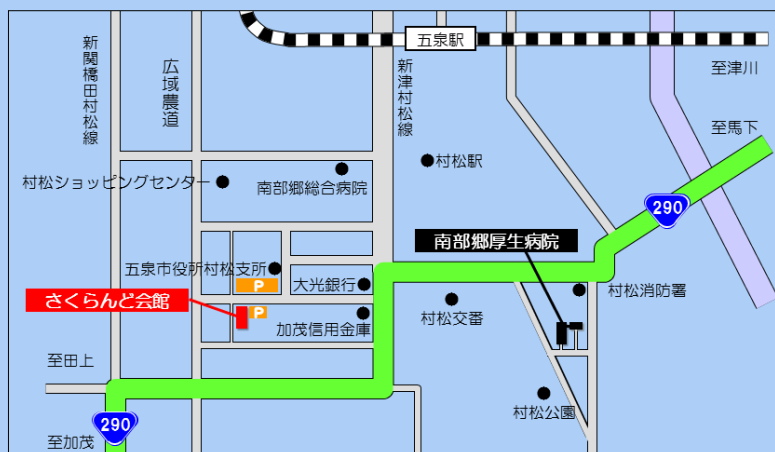 五泉駅
新関橋田村松線
広域農道
新津村松線
至津川
至馬下
村松駅
村松ショッピングセンター
南部郷総合病院
290
南部郷厚生病院
五泉市役所村松支所
P
大光銀行
さくらんど会館
P
加茂信用金庫
村松交番
村松消防署
至田上
村松公園
290
至加茂